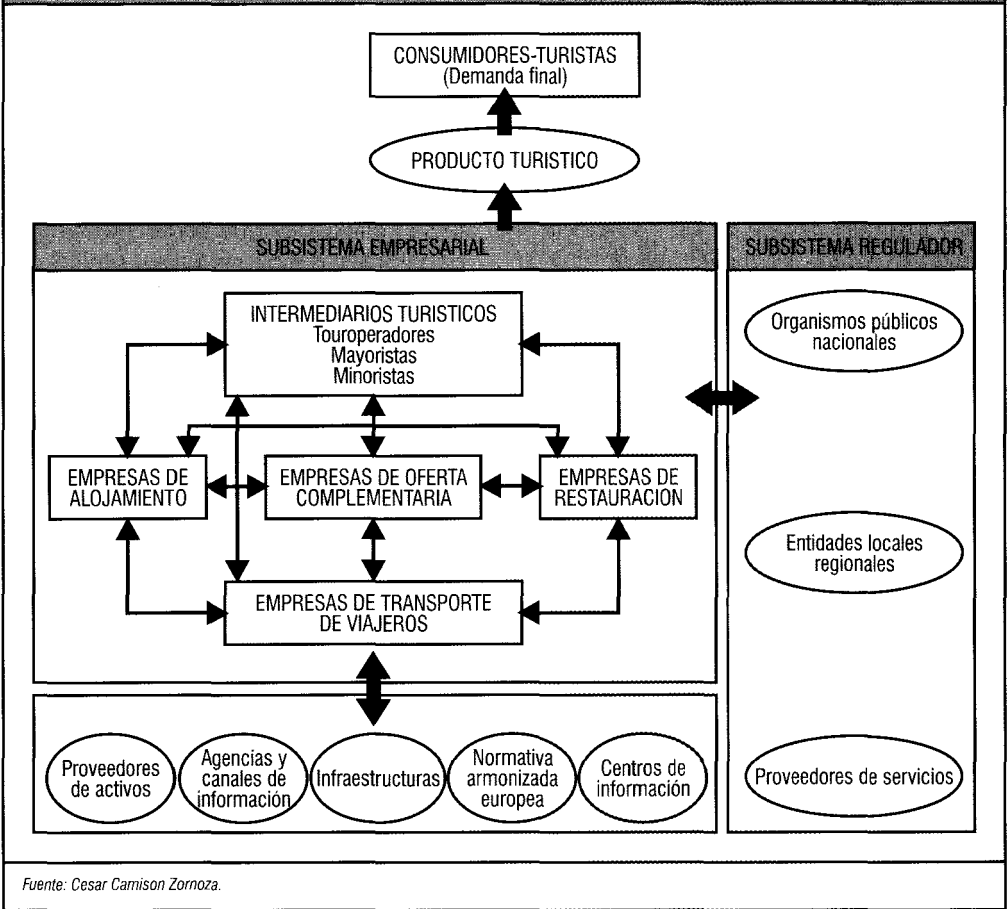 CONSUMIDORES-TURISTAS
(Demanda final)
PRODUCTO TURISTICO
SUBSISTEMA EMPRESARIAL
INTERMEDIARIOS TURISTICOS
Touroperadores
Mayoristas
Minoristas
EMPRESAS DE
ALOJAMIENTO
EMPRESAS DE OFERTA
COMPLEMENTARIA
EMPRESAS DE
RESTAURACION
EMPRESAS DE TRANSPORTE
DE VIAJEROS
Proveedores
de activos
Agencias y
canales de
información
Infraestructuras
Normativa
armonizada
europea
Centros de
información
SUBSISTEMA REGULADOR
Organismos públicos
nacionales
Entidades locales
regionales
Proveedores de servicios
Fuente: Cesar Camison Zornoza.